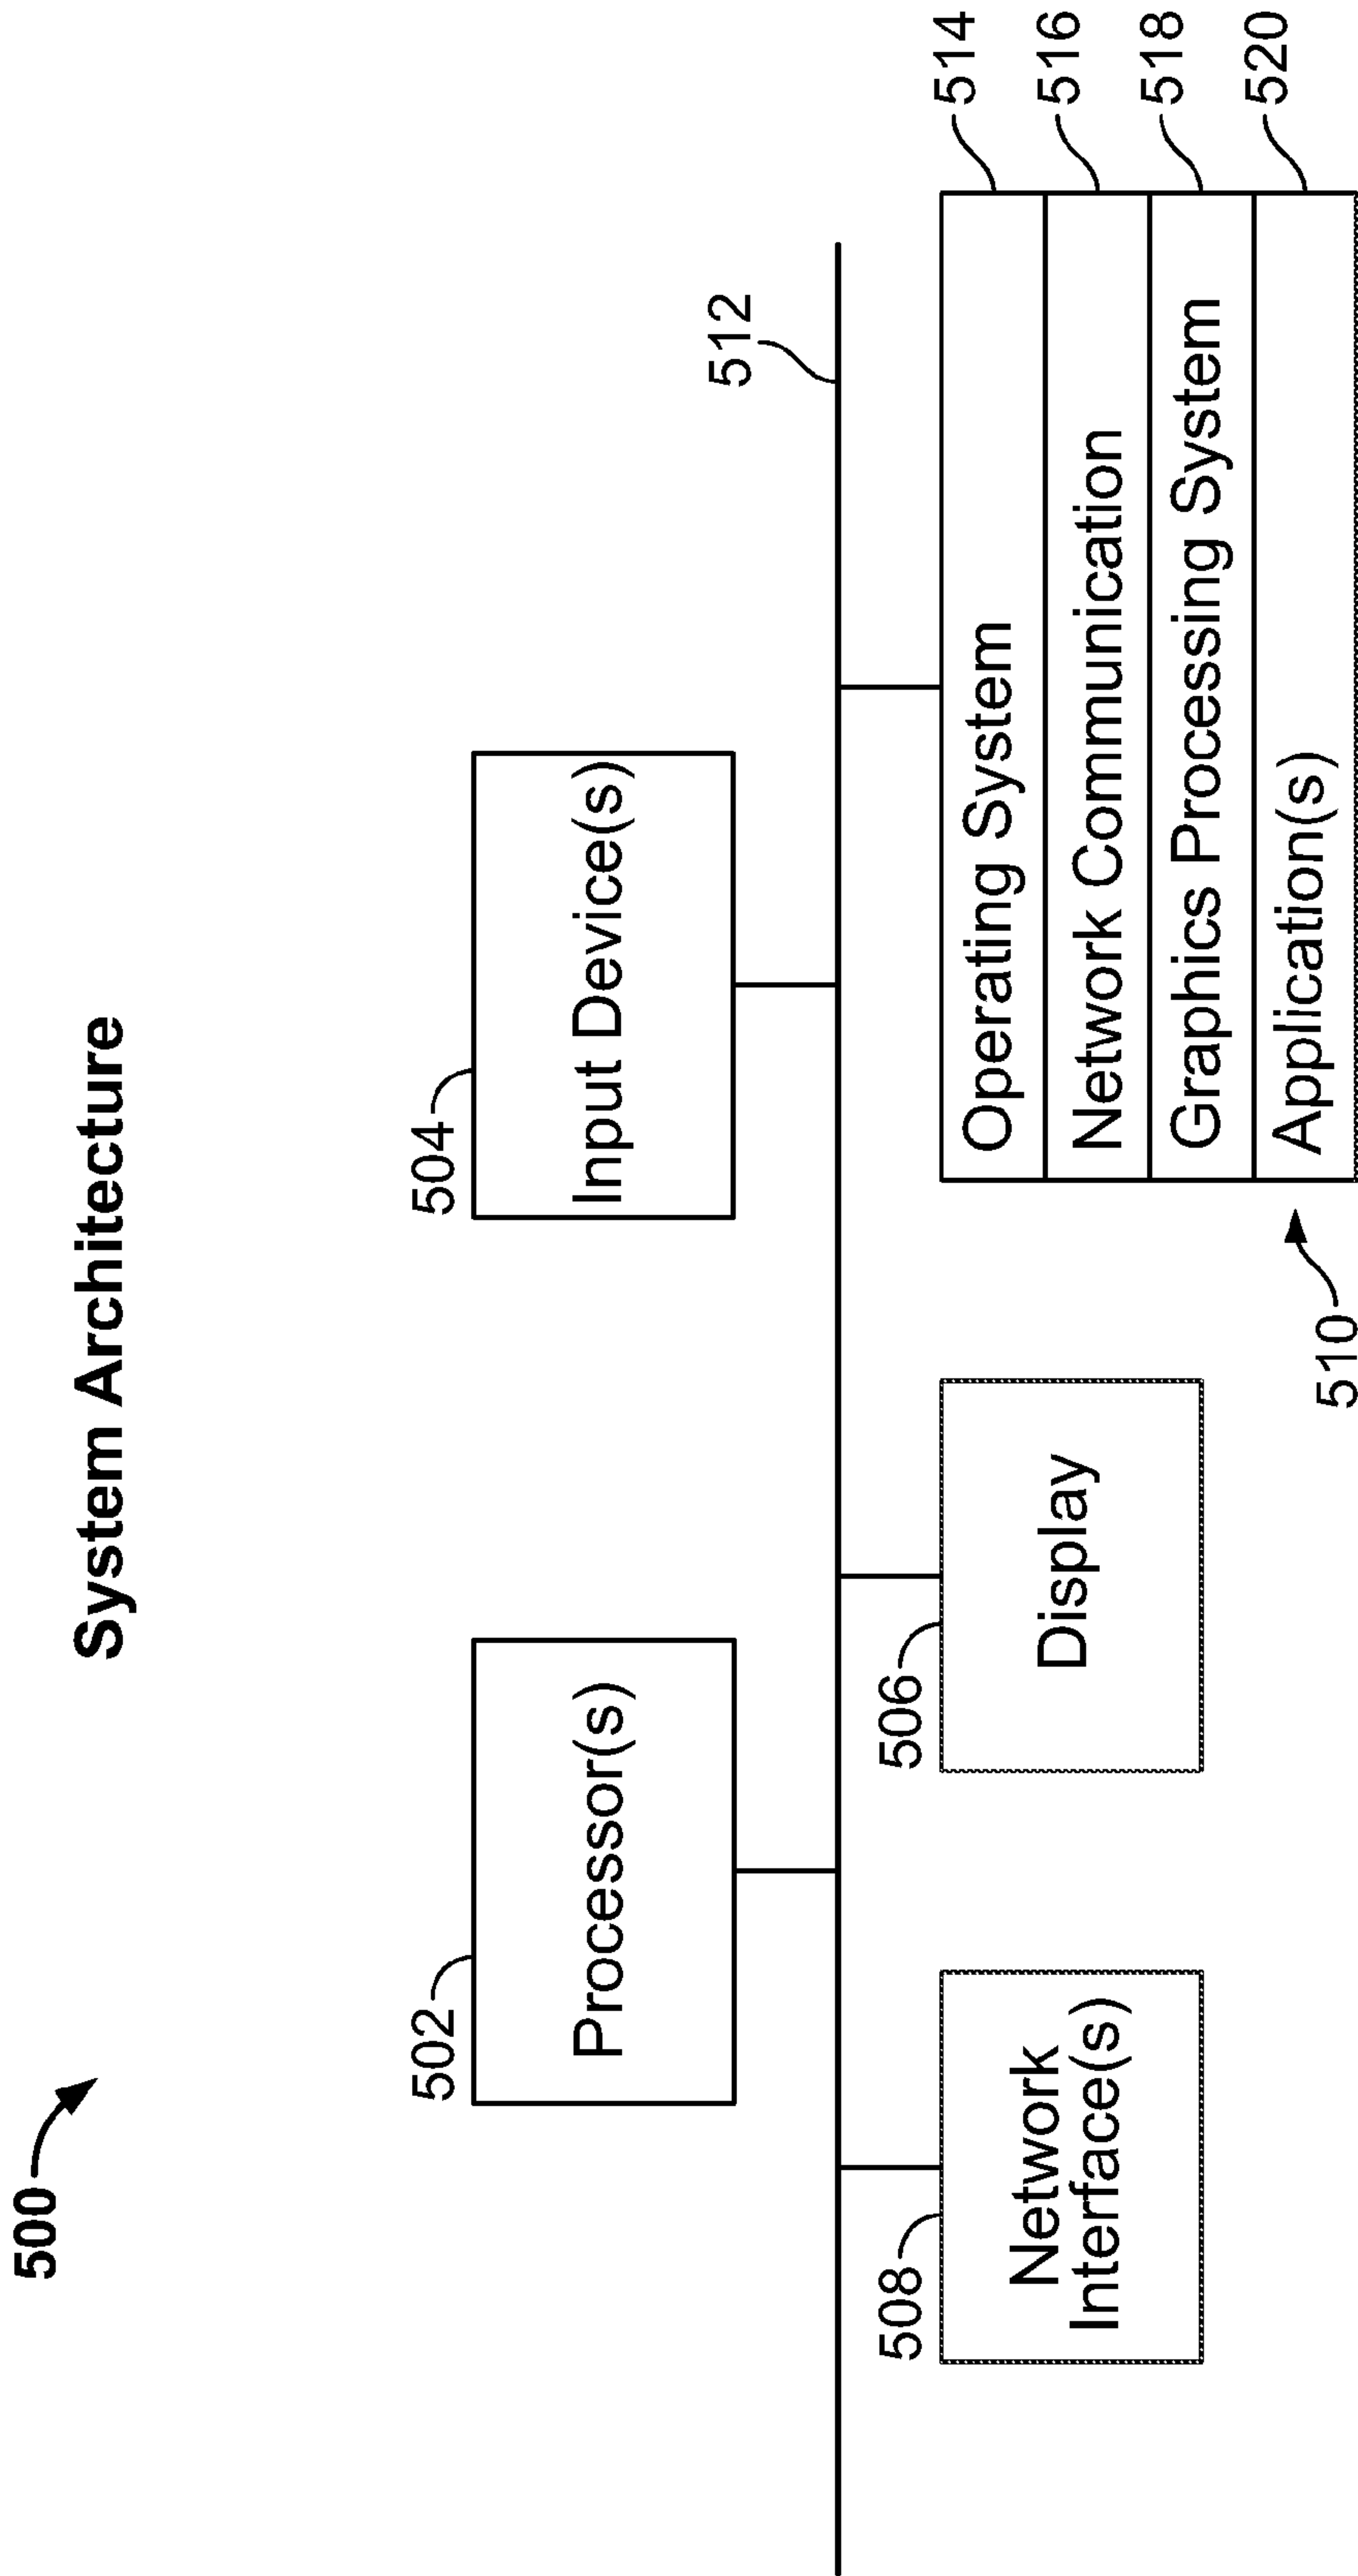 System Architecture
500
502
Processor(s)
504
Input Device(s)
512
508
Network
Interface(s)
506
Display
510
Operating System
514
Network Communication
516
Graphics Processing System
518
Application(s)
520